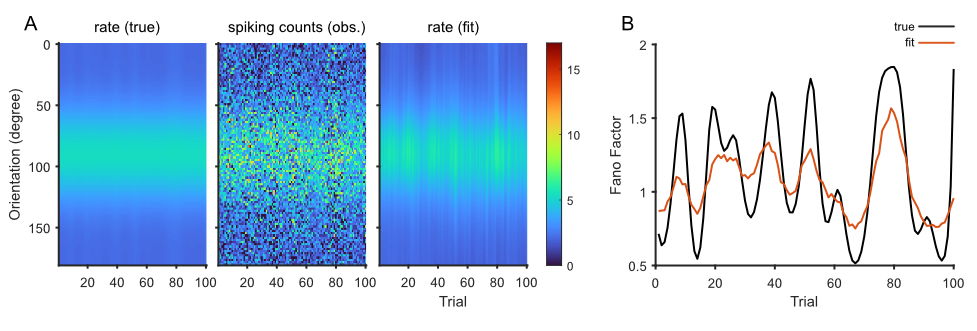 A
rate (true)
spiking counts (obs.)
rate (fit)
Orientation (degree)
0
50
100
150
20 40 60 80 100
20 40 60 80 100
20 40 60 80 100
Trial
15
10
5
0
B
true
fit
Fano Factor
2
1.5
1
0.5
0 20 40 60 80 100
Trial